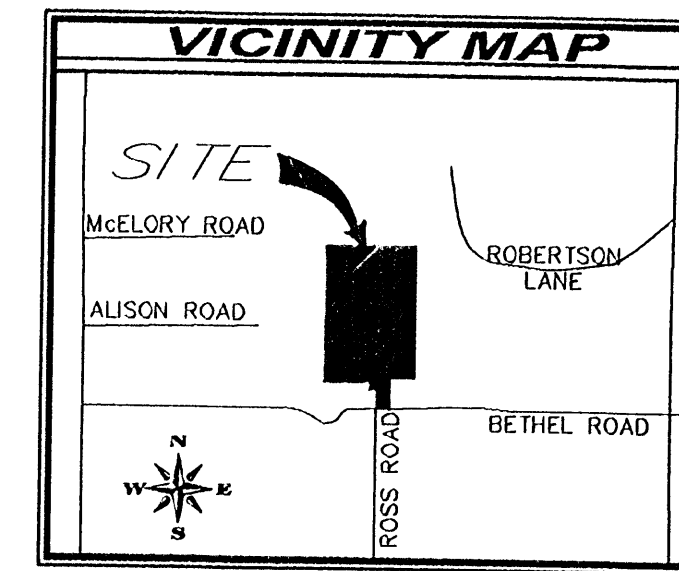 VICINITY MAP
SITE
McELORY ROAD
ROBERTSON
LANE
ALISON ROAD
BETHEL ROAD
ROSS ROAD
N
W E
S